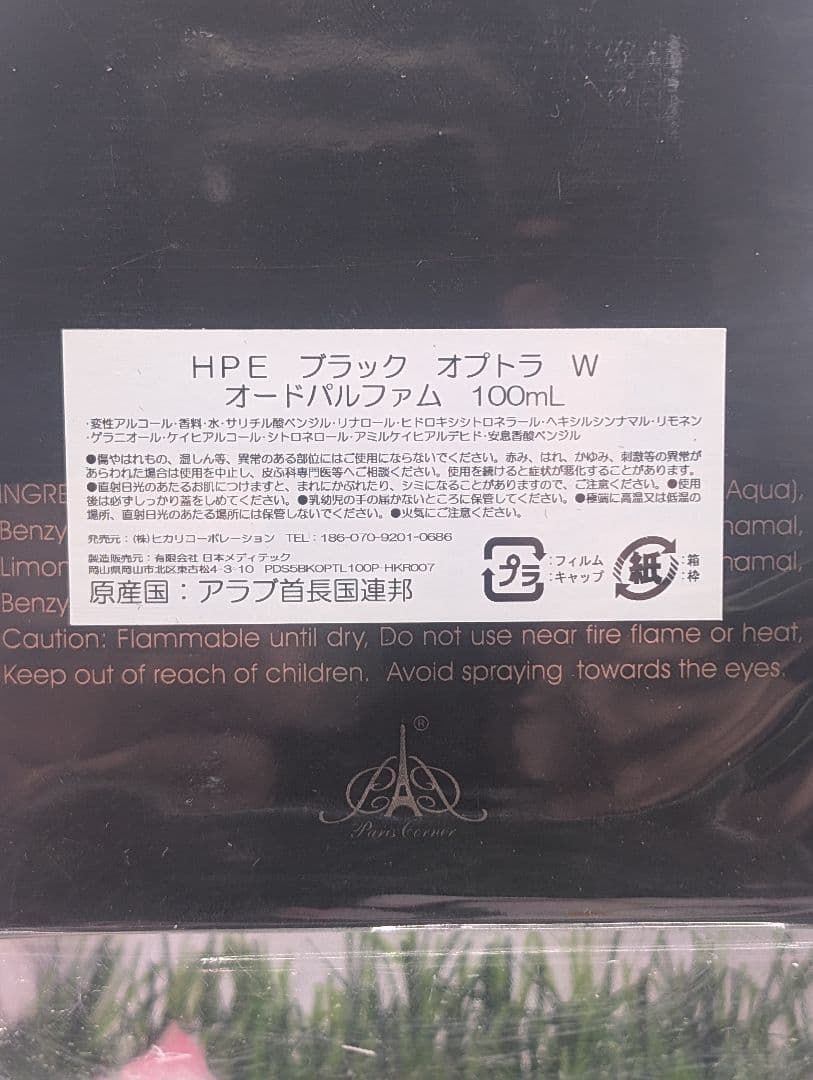 HPE ブラック オプトラ W
オードパルファム 100mL
・変性アルコール・香料・水・サリチル酸ベンジル・リナロール・ヒドロキシシトロネラール・ヘキシルシンナマル・リモネン
・ゲラニオール・ケイヒアルコール・シトロネロール・アミルケイヒアルデヒド・安息香酸ベンジル
●傷やはれもの、湿しん等、異常のある部位にはご使用にならないでください。赤み、はれ、かゆみ、刺激等の異常が
あらわれた場合は使用を中止し、皮ふ科専門医等へご相談ください。使用を続けると症状が悪化することがあります。
●直射日光のあたるお肌につけますと、まれにかぶれたり、シミになることがありますので、ご注意ください。●使用
後は必ずしっかり蓋をしめてください。●乳幼児の手の届かないところに保管してください。●極端に高温又は低温の
場所、直射日光のあたる場所には保管しないでください。●火気にご注意ください。
発売元：(株)ヒカリコーポレーション TEL：186-070-9201-0686
製造販売元：有限会社 日本メディテック
岡山県岡山市北区東古松4-3-10 PDS5BKOPTL100P-HKR007
原産国：アラブ首長国連邦
プラ
：フィルム
：キャップ
紙
：箱
：枠
INGRE
Aqua),
Benzy
namal,
Limor
hamal,
Benzy
Caution: Flammable until dry, Do not use near fire flame or heat,
Keep out of reach of children. Avoid spraying towards the eyes.
®
Paris Corner